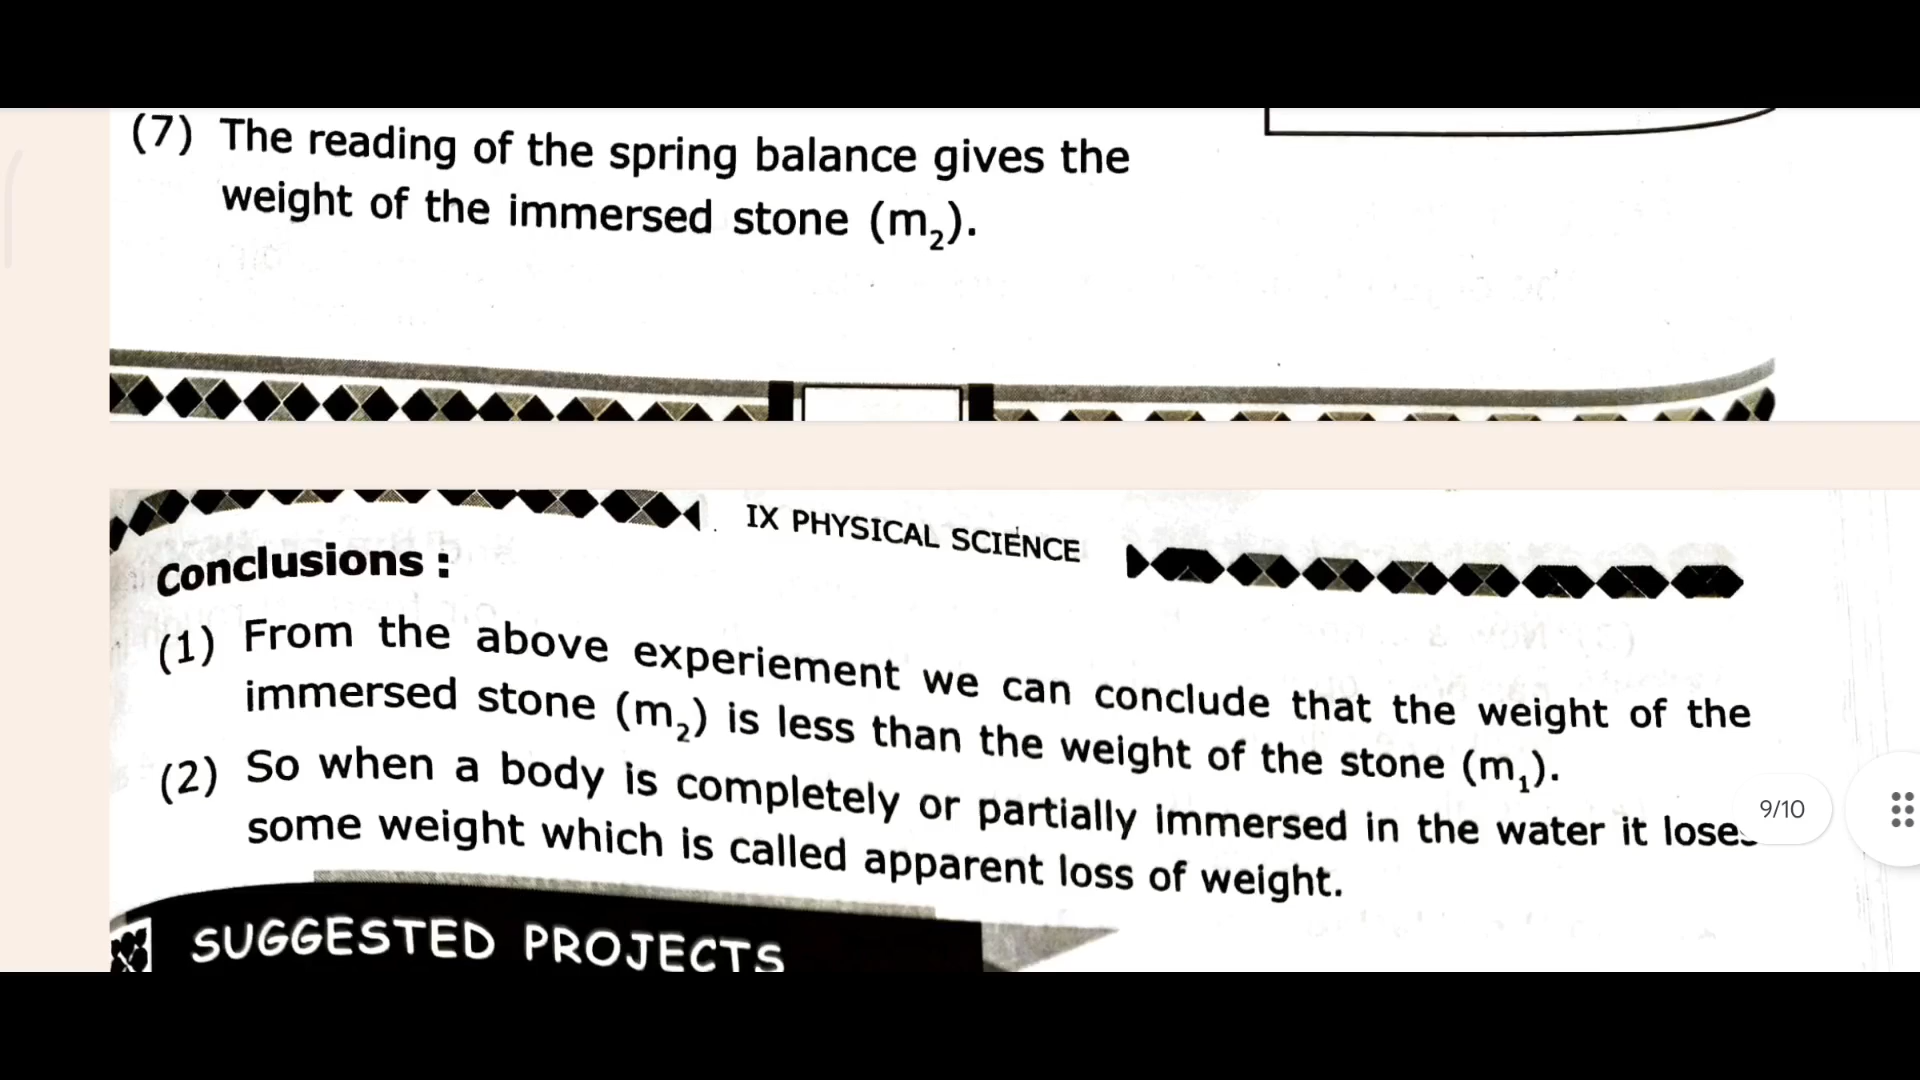 (7) The reading of the spring balance gives the
weight of the immersed stone (m₂).
IX PHYSICAL SCIENCE
Conclusions :
(1) From the above experiement we can conclude that the weight of the
immersed stone (m₂) is less than the weight of the stone (m₁).
(2) So when a body is completely or partially immersed in the water it loses
some weight which is called apparent loss of weight.
9/10
SUGGESTED PROJECTS